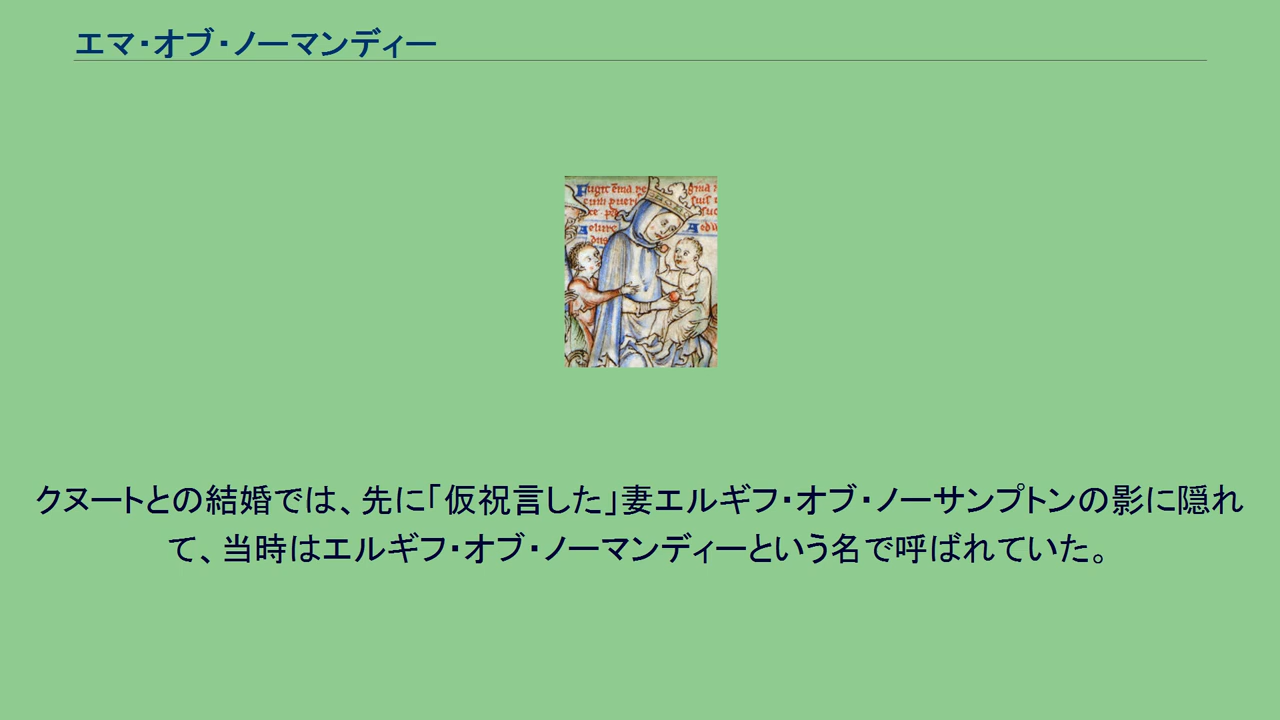 エマ・オブ・ノーマンディー
クヌートとの結婚では、先に「仮祝言した」妻エルギフ・オブ・ノーサンプトンの影に隠れ
て、当時はエルギフ・オブ・ノーマンディーという名で呼ばれていた。